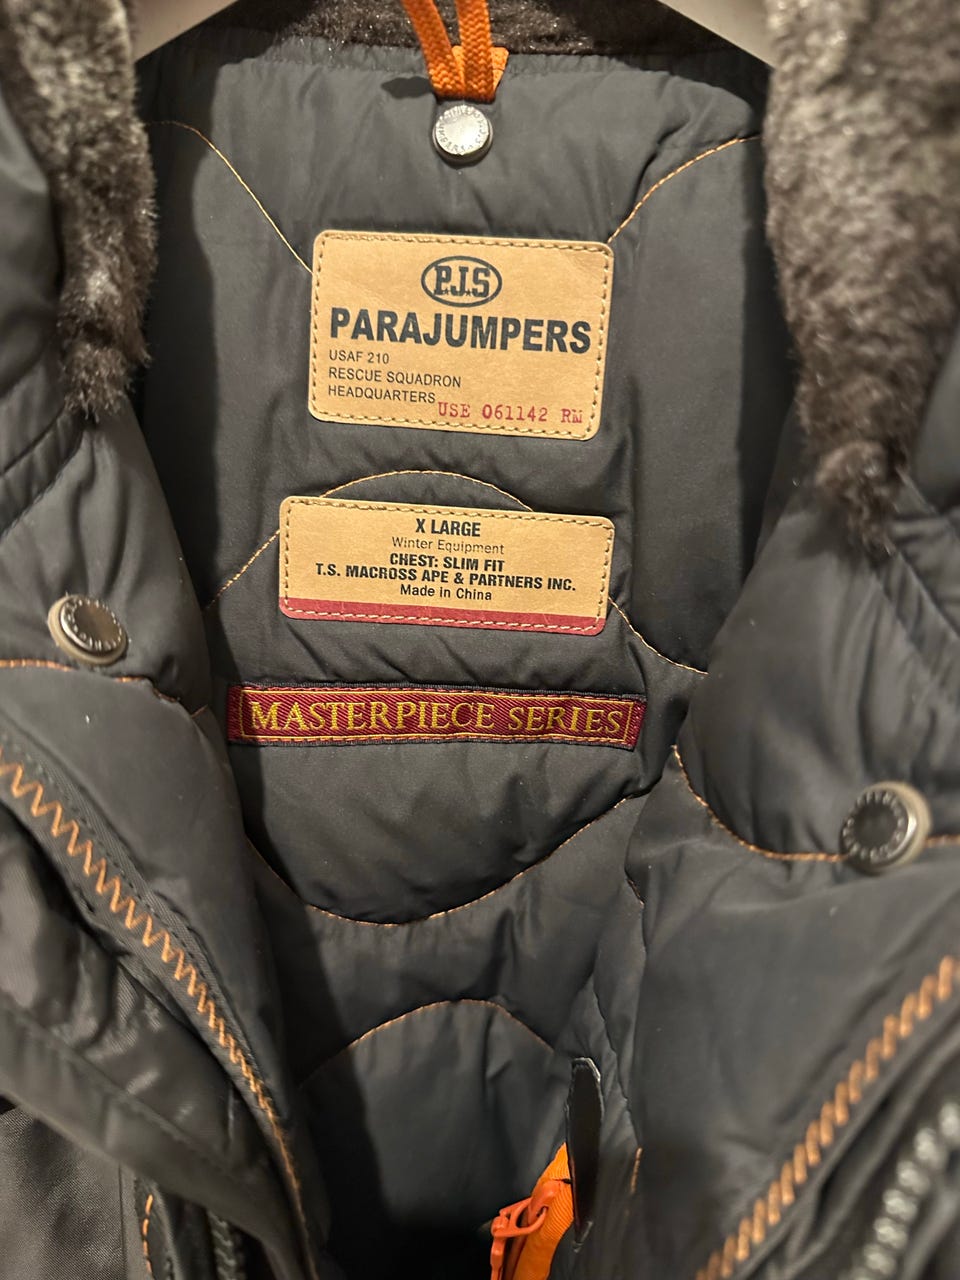 P.J.S
PARAJUMPERS
USAF 210
RESCUE SQUADRON
HEADQUARTERS
USE 061142 RM
X LARGE
Winter Equipment
CHEST: SLIM FIT
T.S. MACROSS APE & PARTNERS INC.
Made in China
MASTERPIECE SERIES